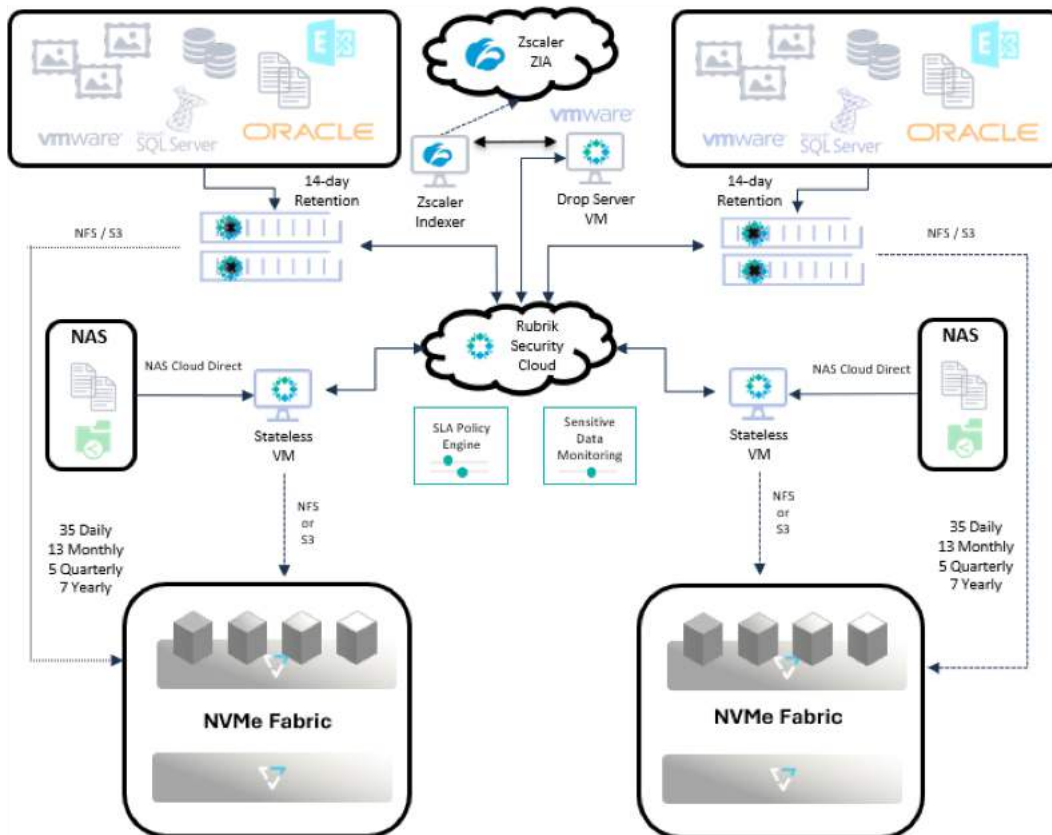 Zscaler
ZIA
E
vmware
Microsoft
SQL Server
ORACLE
vmware
Zscaler
Indexer
Drop Server
VM
E
vmware
Microsoft
SQL Server
ORACLE
14-day
Retention
14-day
Retention
NFS / S3
NFS / S3
Rubrik
Security
Cloud
NAS
NAS Cloud Direct
Stateless
VM
NAS
NAS Cloud Direct
Stateless
VM
SLA Policy
Engine
Sensitive
Data
Monitoring
NFS
or
S3
NFS
or
S3
35 Daily
13 Monthly
5 Quarterly
7 Yearly
35 Daily
13 Monthly
5 Quarterly
7 Yearly
NVMe Fabric
NVMe Fabric